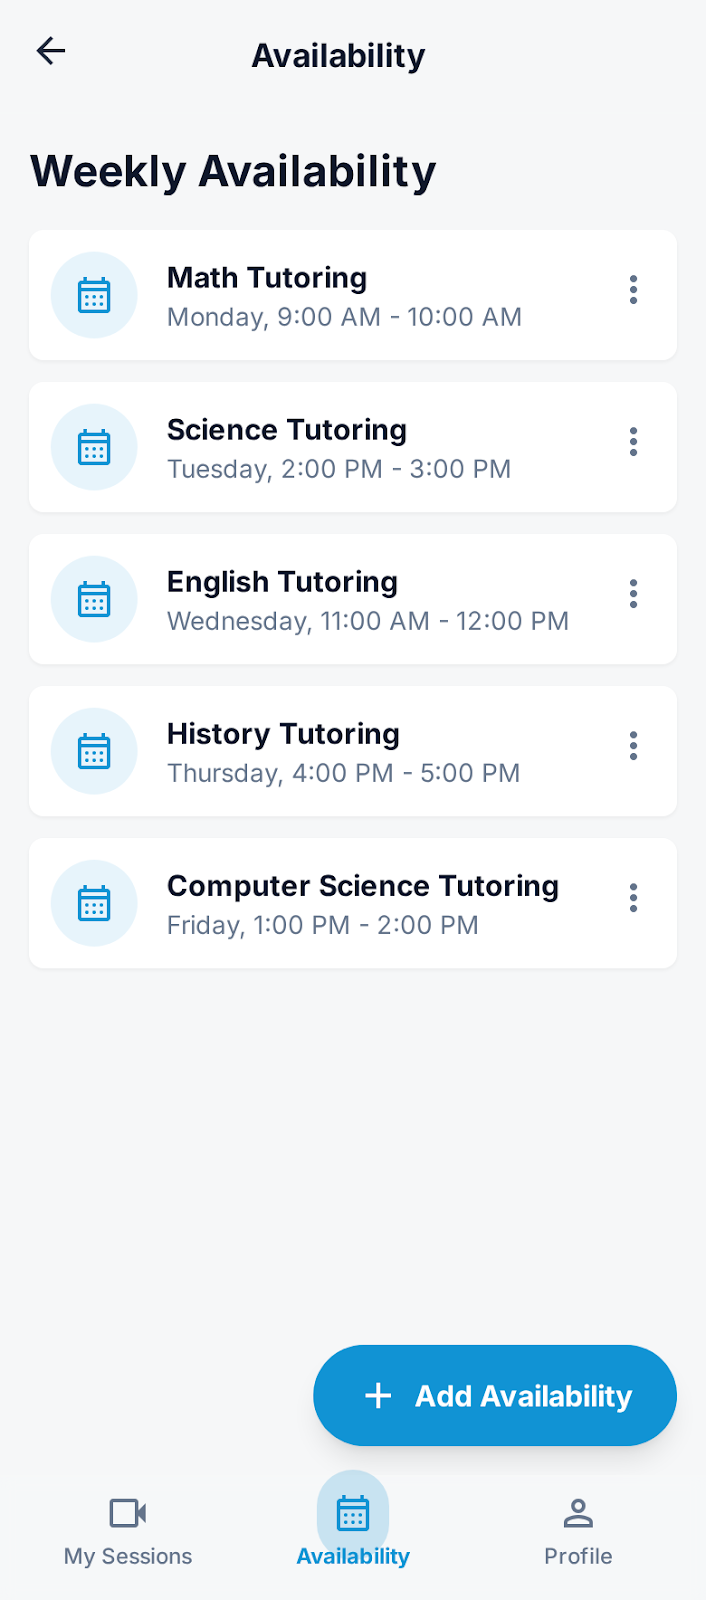 Availability
Weekly Availability
Math Tutoring
Monday, 9:00 AM - 10:00 AM
Science Tutoring
Tuesday, 2:00 PM - 3:00 PM
English Tutoring
Wednesday, 11:00 AM - 12:00 PM
History Tutoring
Thursday, 4:00 PM - 5:00 PM
Computer Science Tutoring
Friday, 1:00 PM - 2:00 PM
Add Availability
My Sessions
Availability
Profile